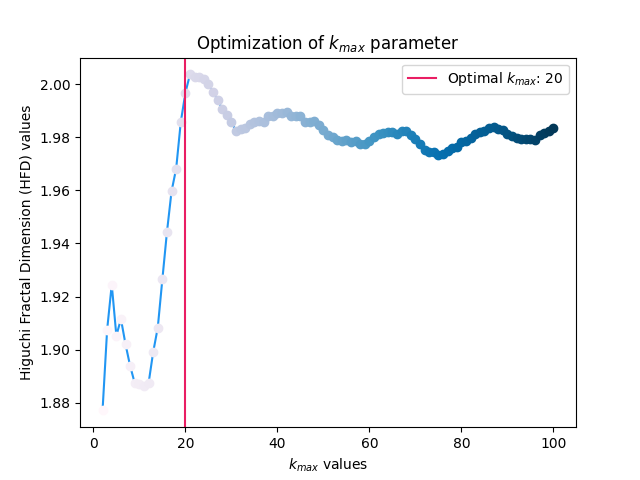 Optimization of $k_{max}$ parameter
Optimal $k_{max}$: 20
Higuchi Fractal Dimension (HFD) values
2.00
1.98
1.96
1.94
1.92
1.90
1.88
0 20 40 60 80 100
$k_{max}$ values